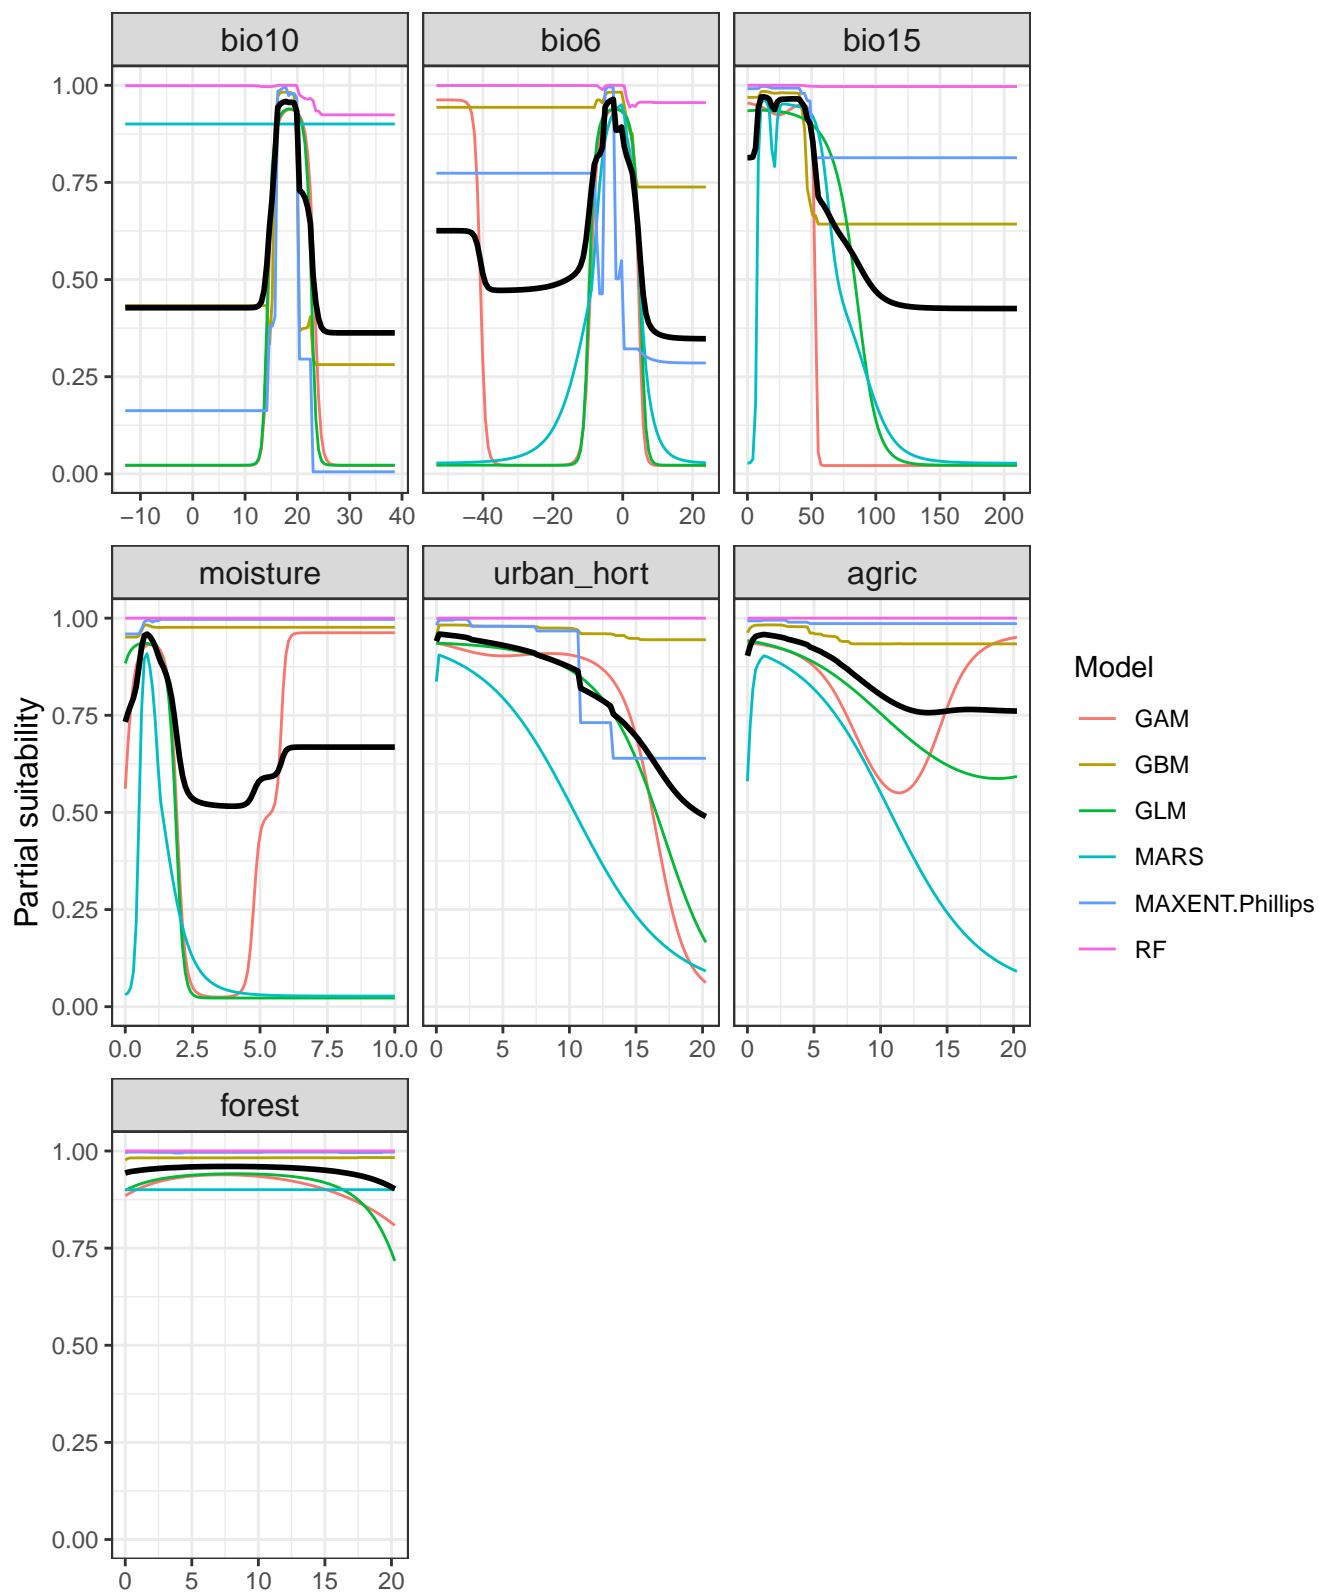 bio10 bio6 bio15
1.00
0.75
0.50
0.25
0.00
−10 0 10 20 30 40 −40 −20 0 20 0 50 100 150 200
moisture urban_hort agric
1.00
0.75
0.50
0.25
0.00
0.0 2.5 5.0 7.5 10.0 0 5 10 15 20 0 5 10 15 20
Partial suitability
forest
1.00
0.75
0.50
0.25
0.00
0 5 10 15 20
Model
GAM
GBM
GLM
MARS
MAXENT.Phillips
RF